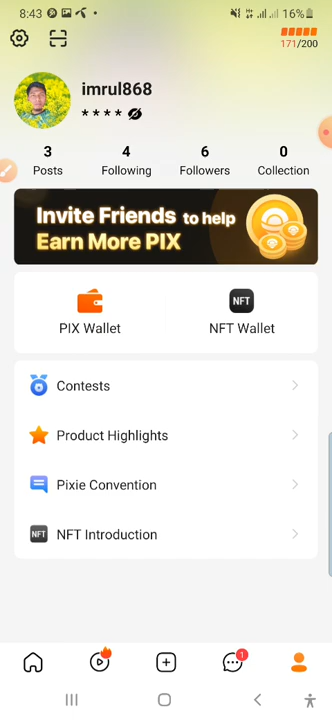 8:43
16%
171/200
imrul868
* * * *
3 4 6 0
Posts Following Followers Collection
Invite Friends to help
Earn More PIX
NFT
PIX Wallet NFT Wallet
Contests
Product Highlights
Pixie Convention
NFT NFT Introduction
1